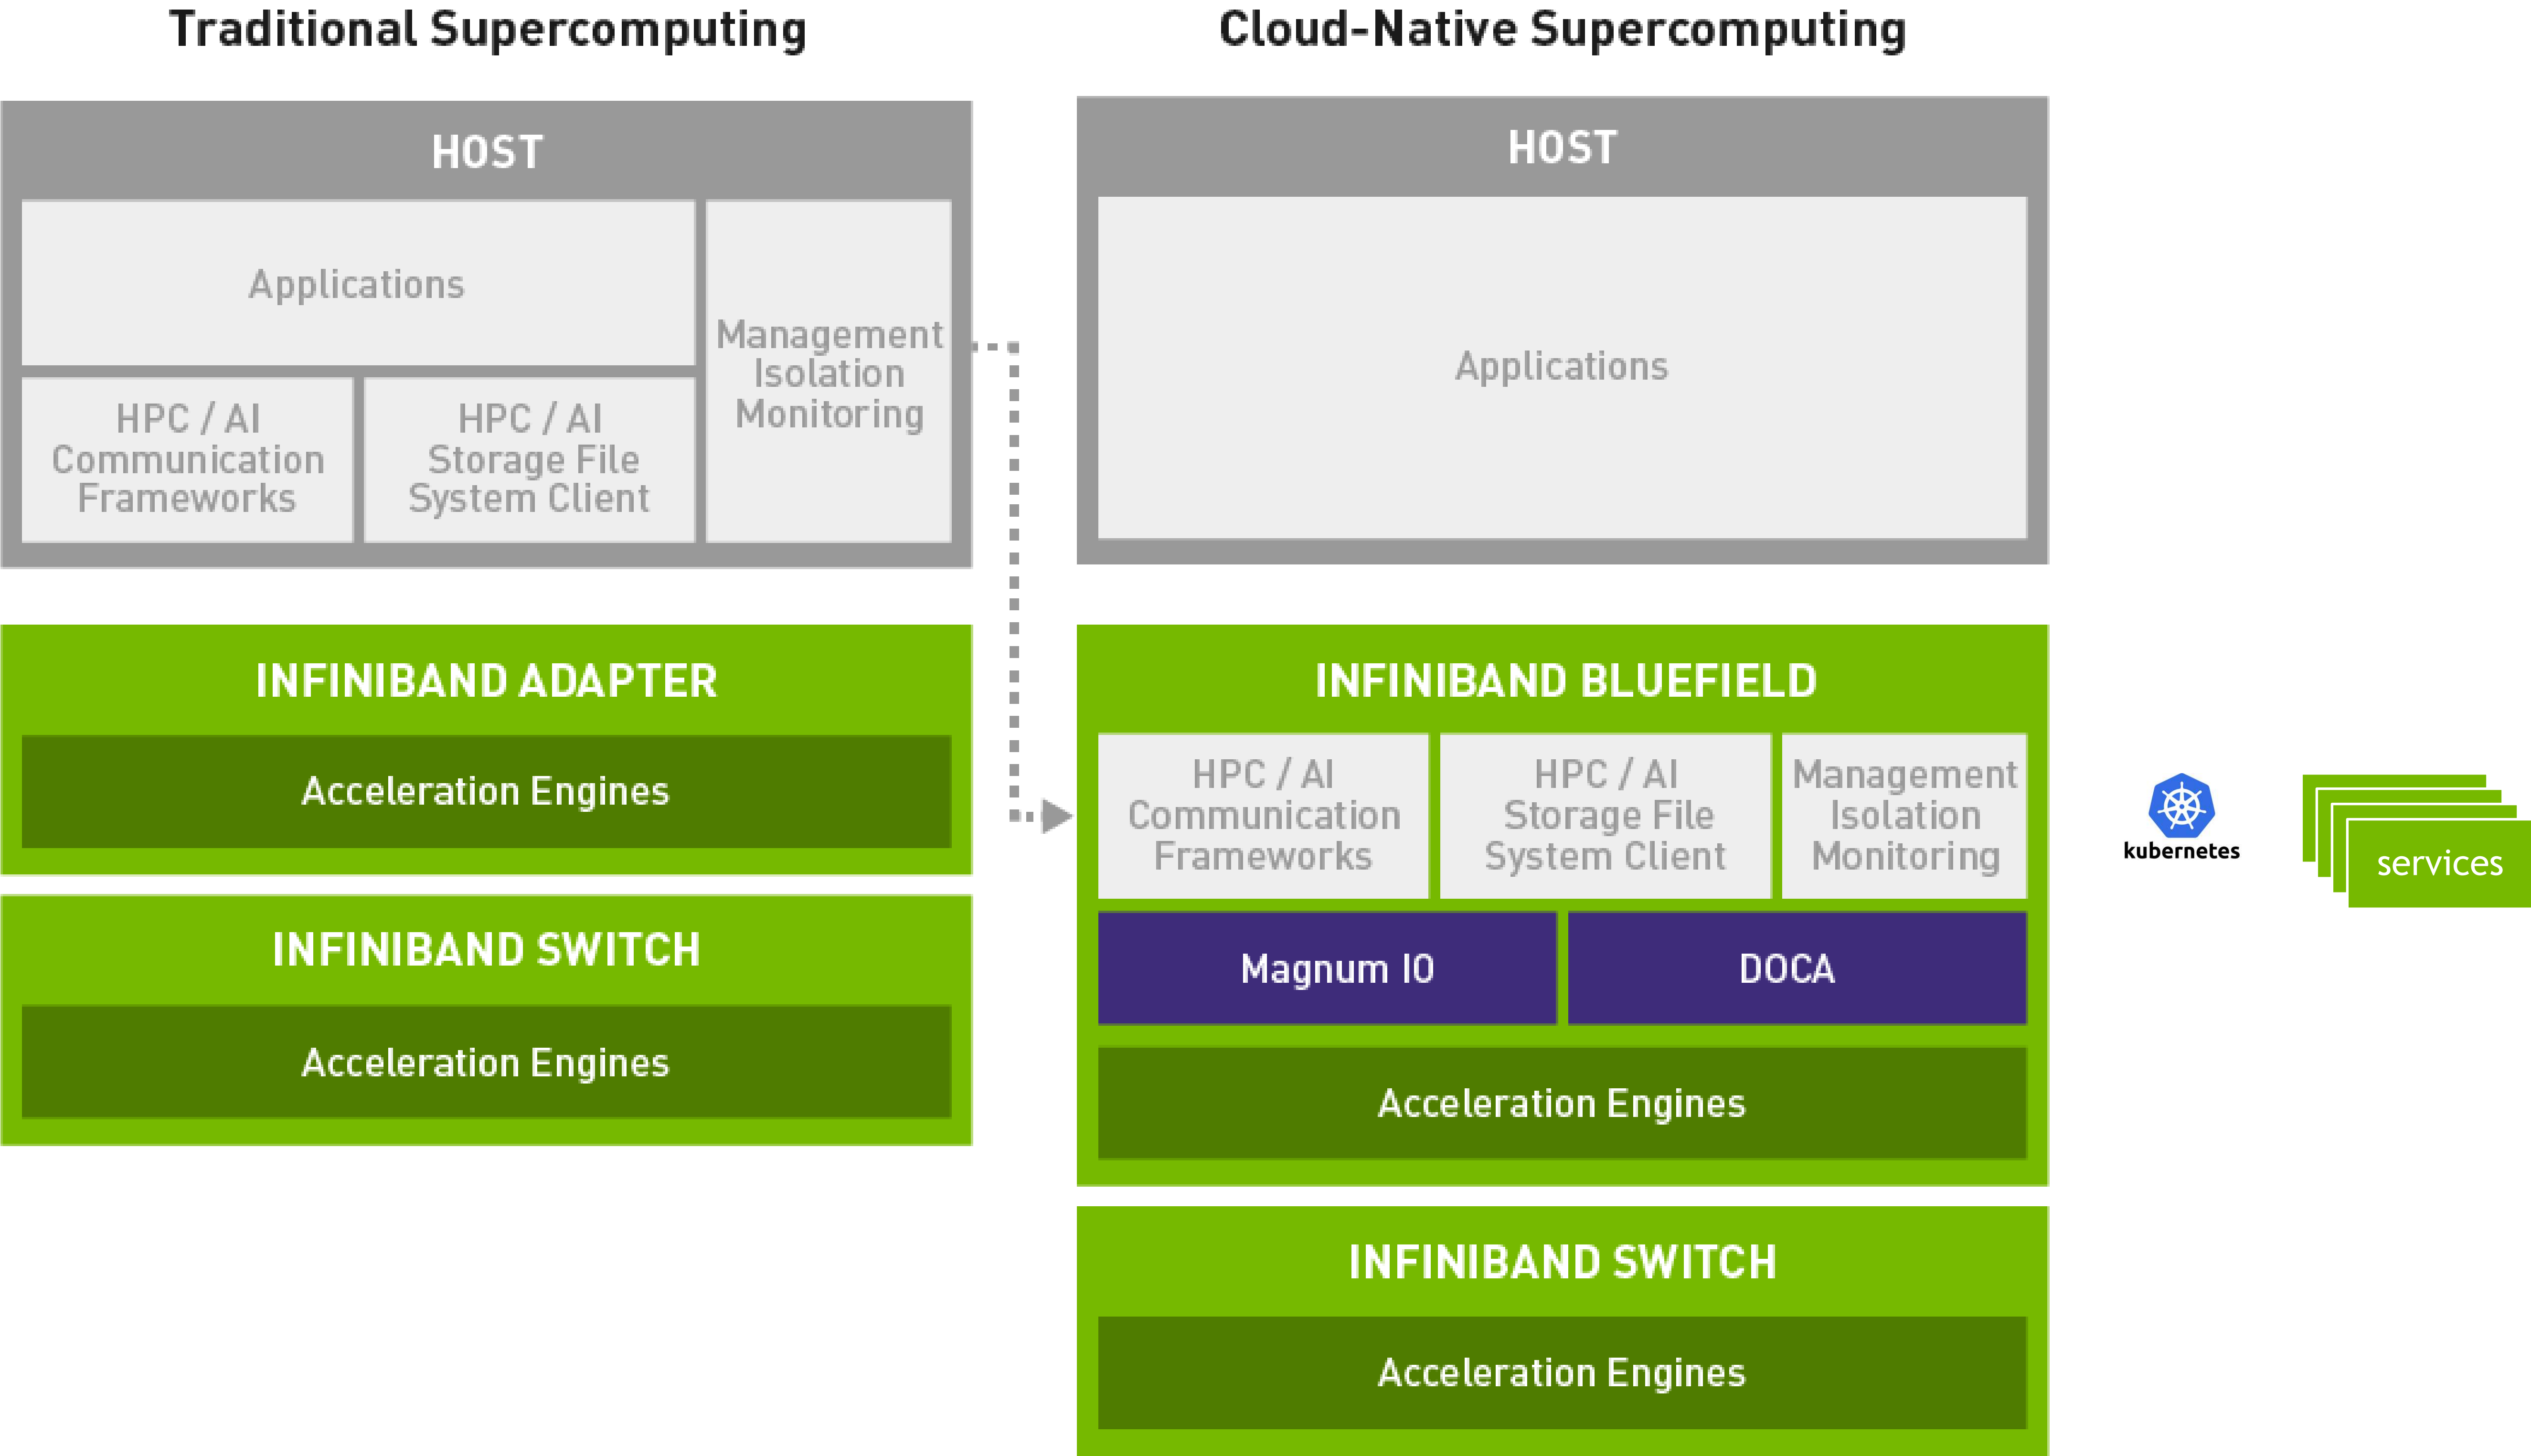 Traditional Supercomputing
HOST
Applications
HPC / AI
Communication
Frameworks
HPC / AI
Storage File
System Client
Management
Isolation
Monitoring
INFINIBAND ADAPTER
Acceleration Engines
INFINIBAND SWITCH
Acceleration Engines
Cloud-Native Supercomputing
HOST
Applications
INFINIBAND BLUEFIELD
HPC / AI
Communication
Frameworks
HPC / AI
Storage File
System Client
Management
Isolation
Monitoring
Magnum IO
DOCA
Acceleration Engines
INFINIBAND SWITCH
Acceleration Engines
kubernetes
services